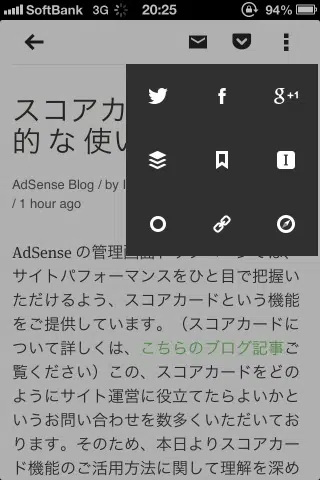 SoftBank 3G 20:25 94%
g+1
I
スコアカ
的な使い
AdSense Blog / by
/ 1 hour ago
AdSense の管理画面
サイトパフォーマンスをひと目で把握い
ただけるよう、スコアカードという機能
をご提供しています。（スコアカードに
ついて詳しくは、こちらのブログ記事ご
覧ください）この、スコアカードをどの
ようにサイト運営に役立てたらよいかと
いうお問い合わせを数多くいただいてお
ります。そのため、本日よりスコアカー
ド機能のご活用方法に関して理解を深め